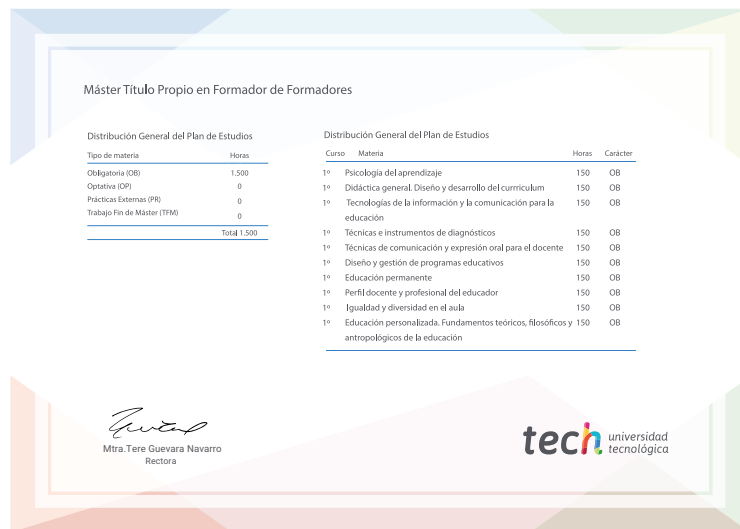 Máster Título Propio en Formador de Formadores
Distribución General del Plan de Estudios
Tipo de materia Horas
Obligatoria (OB) 1.500
Optativa (OP) 0
Prácticas Externas (PR) 0
Trabajo Fin de Máster (TFM) 0
Total 1.500
Distribución General del Plan de Estudios
Curso Materia Horas Carácter
1º Psicología del aprendizaje 150 OB
1º Didáctica general. Diseño y desarrollo del currriculum 150 OB
1º Tecnologías de la información y la comunicación para la 150 OB
educación
1º Técnicas e instrumentos de diagnósticos 150 OB
1º Técnicas de comunicación y expresión oral para el docente 150 OB
1º Diseño y gestión de programas educativos 150 OB
1º Educación permanente 150 OB
1º Perfil docente y profesional del educador 150 OB
1º Igualdad y diversidad en el aula 150 OB
1º Educación personalizada. Fundamentos teóricos, filosóficos y 150 OB
antropológicos de la educación
Mtra.Tere Guevara Navarro
Rectora
tech universidad
tecnológica